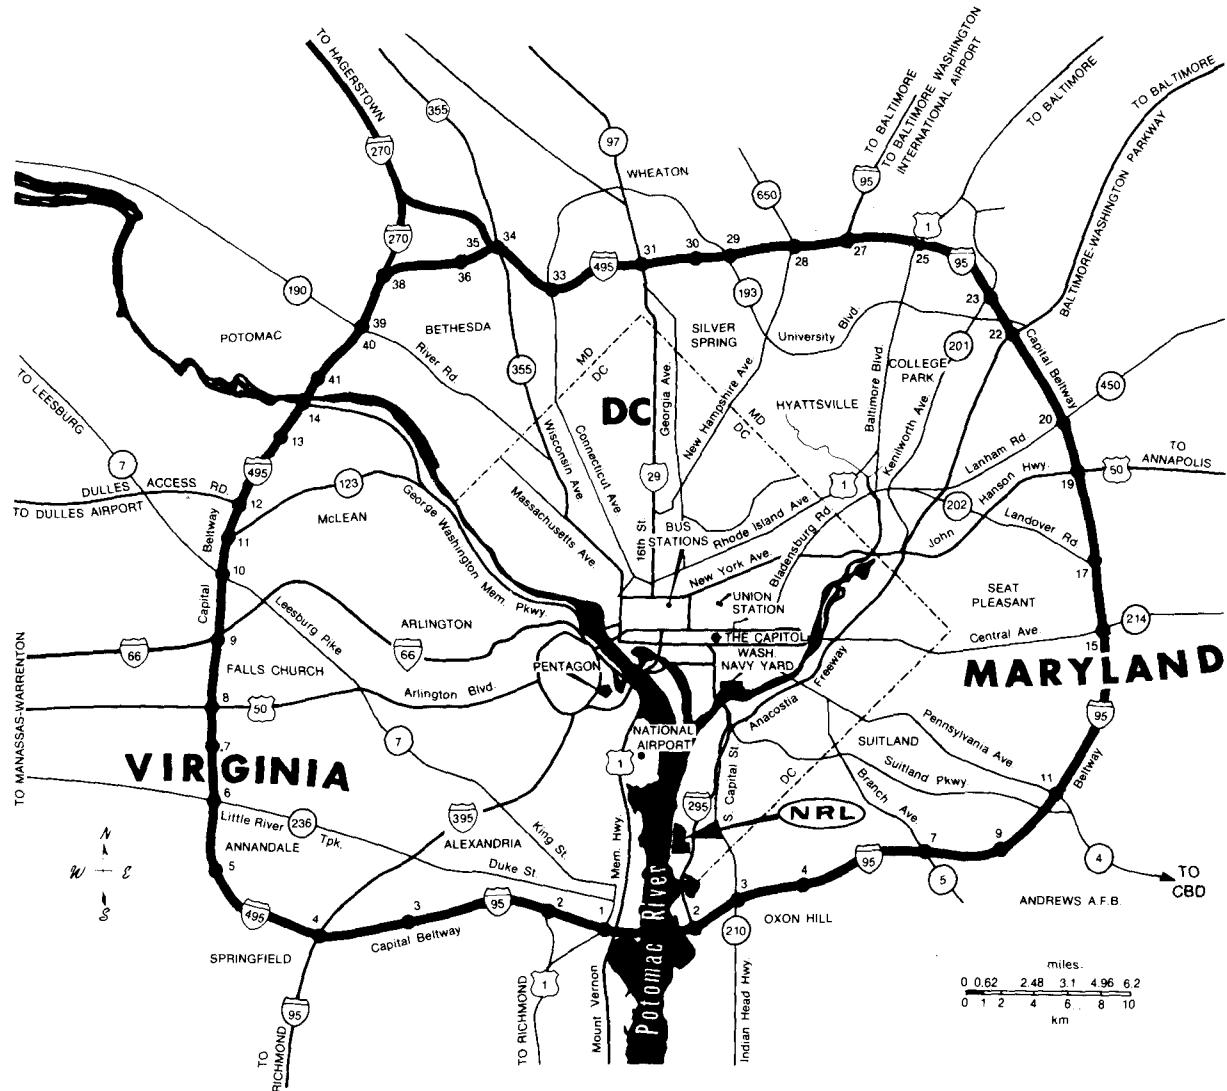 TO HAGERSTOWN
355
97
WHEATON
650
TO BALTIMORE
TO BALTIMORE WASHINGTON
INTERNATIONAL AIRPORT
95
TO BALTIMORE
TO BALTIMORE
BALTIMORE-WASHINGTON PARKWAY
270
270
1
34
35
36
38
33
495
31
30
29
28
27
25
95
23
22
193
190
39
40
POTOMAC
BETHESDA
River Rd.
355
MD
DC
SILVER
SPRING
University Blvd.
201
COLLEGE
PARK
Capital Beltway
450
TO LEESBURG
41
14
13
DC
Wisconsin Ave.
Connecticut Ave.
Georgia Ave.
New Hampshire Ave.
MD
DC
HYATTSVILLE
Baltimore Blvd.
Kenilworth Ave.
20
Lanham Rd
John Hanson Hwy.
19
50
TO
ANNAPOLIS
7
DULLES ACCESS RD.
TO DULLES AIRPORT
495
12
123
McLEAN
George Washington Mem. Pkwy.
Massachusetts Ave.
29
16th St.
BUS
STATIONS
Rhode Island Ave.
1
New York Ave.
Bladensburg Rd.
202
Landover Rd
17
Capital Beltway
11
10
Leesburg Pike
ARLINGTON
UNION
STATION
SEAT
PLEASANT
214
Central Ave
15
66
9
66
FALLS CHURCH
PENTAGON
THE CAPITOL
WASH.
NAVY YARD
Anacostia Freeway
MARYLAND
TO MANASSAS-WARRENTON
8
50
Arlington Blvd.
7
NATIONAL
AIRPORT
1
95
Beltway
Pennsylvania Ave
SUITLAND
Suitland Pkwy.
Branch Ave.
11
VIRGINIA
7
6
Little River Tpk.
236
395
295
S. Capital St.
DC
NRL
King St.
Mem. Hwy.
ANNANDALE
ALEXANDRIA
Duke St.
5
95
7
9
4
5
TO
CBD
N
W E
S
495
4
3
95
2
1
2
3
4
OXON HILL
ANDREWS A.F.B.
SPRINGFIELD
Capital Beltway
Potomac River
210
TO RICHMOND
95
TO RICHMOND
1
Mount Vernon
Indian Head Hwy.
miles.
0 0.62 2.48 3.1 4.96 6.2
0 1 2 4 6 8 10
km